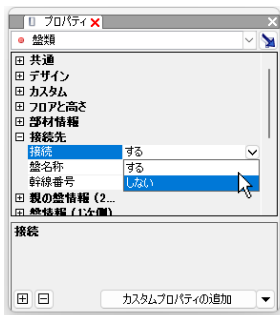 プロパティ
盤類
共通
デザイン
カスタム
フロアと高さ
部材情報
接続先
接続 する
盤名称 する
しない
幹線番号
親の盤情報 (2...
盤情報 (1次側)
接続
カスタムプロパティの追加